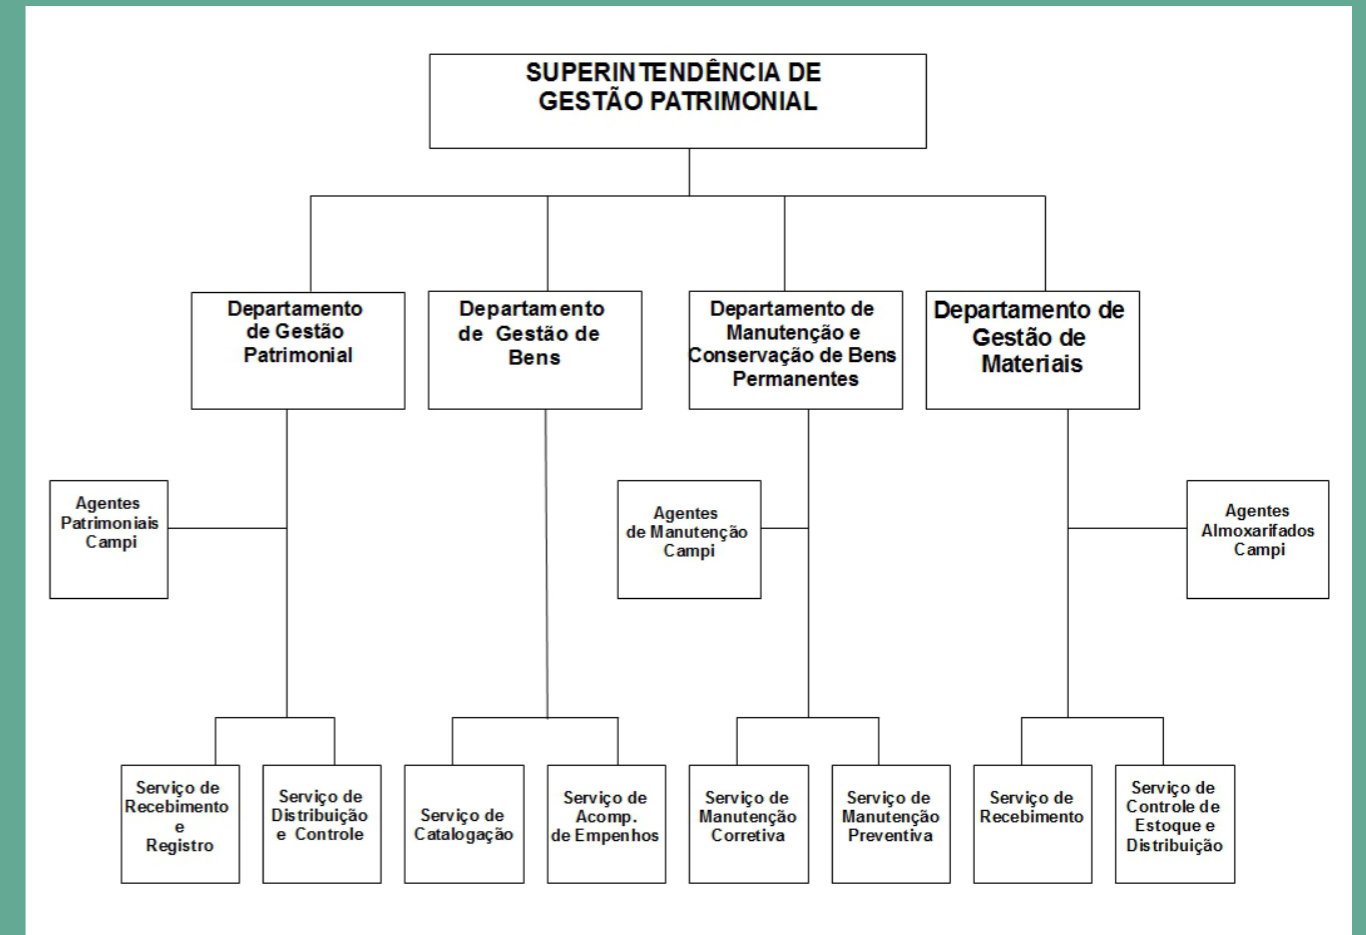 SUPERINTENDÊNCIA DE
GESTÃO PATRIMONIAL
Departamento
de Gestão
Patrimonial
Departamento
de Gestão de
Bens
Departamento de
Manutenção e
Conservação de Bens
Permanentes
Departamento de
Gestão de
Materiais
Agentes
Patrimoniais
Campi
Agentes
de Manutenção
Campi
Agentes
Almoxarifados
Campi
Serviço de
Recebimento
e
Registro
Serviço de
Distribuição
e Controle
Serviço de
Catalogação
Serviço de
Acomp.
de Empenhos
Serviço de
Manutenção
Corretiva
Serviço de
Manutenção
Preventiva
Serviço de
Recebimento
Serviço de
Controle de
Estoque e
Distribuição